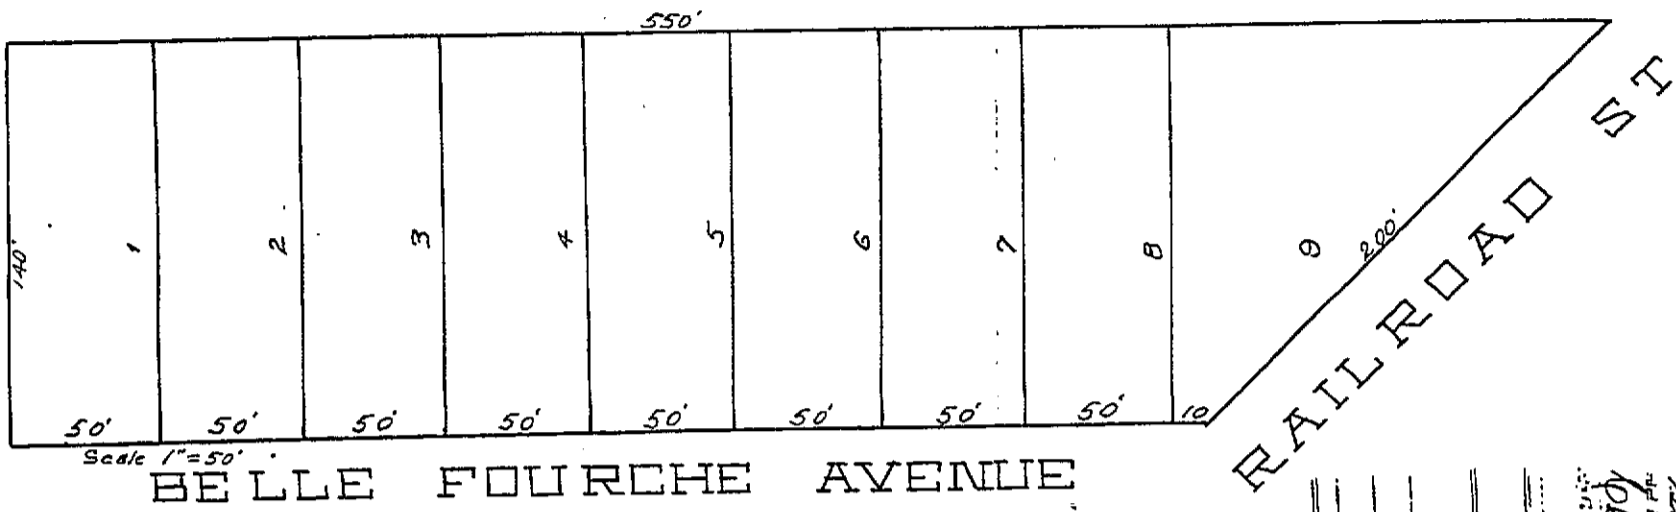 550'
140'
1 2 3 4 5 6 7 8 9
200'
50' 50' 50' 50' 50' 50' 50' 50' 10
Scale 1"=50'
BELLE FOURCHE AVENUE
RAILROAD ST